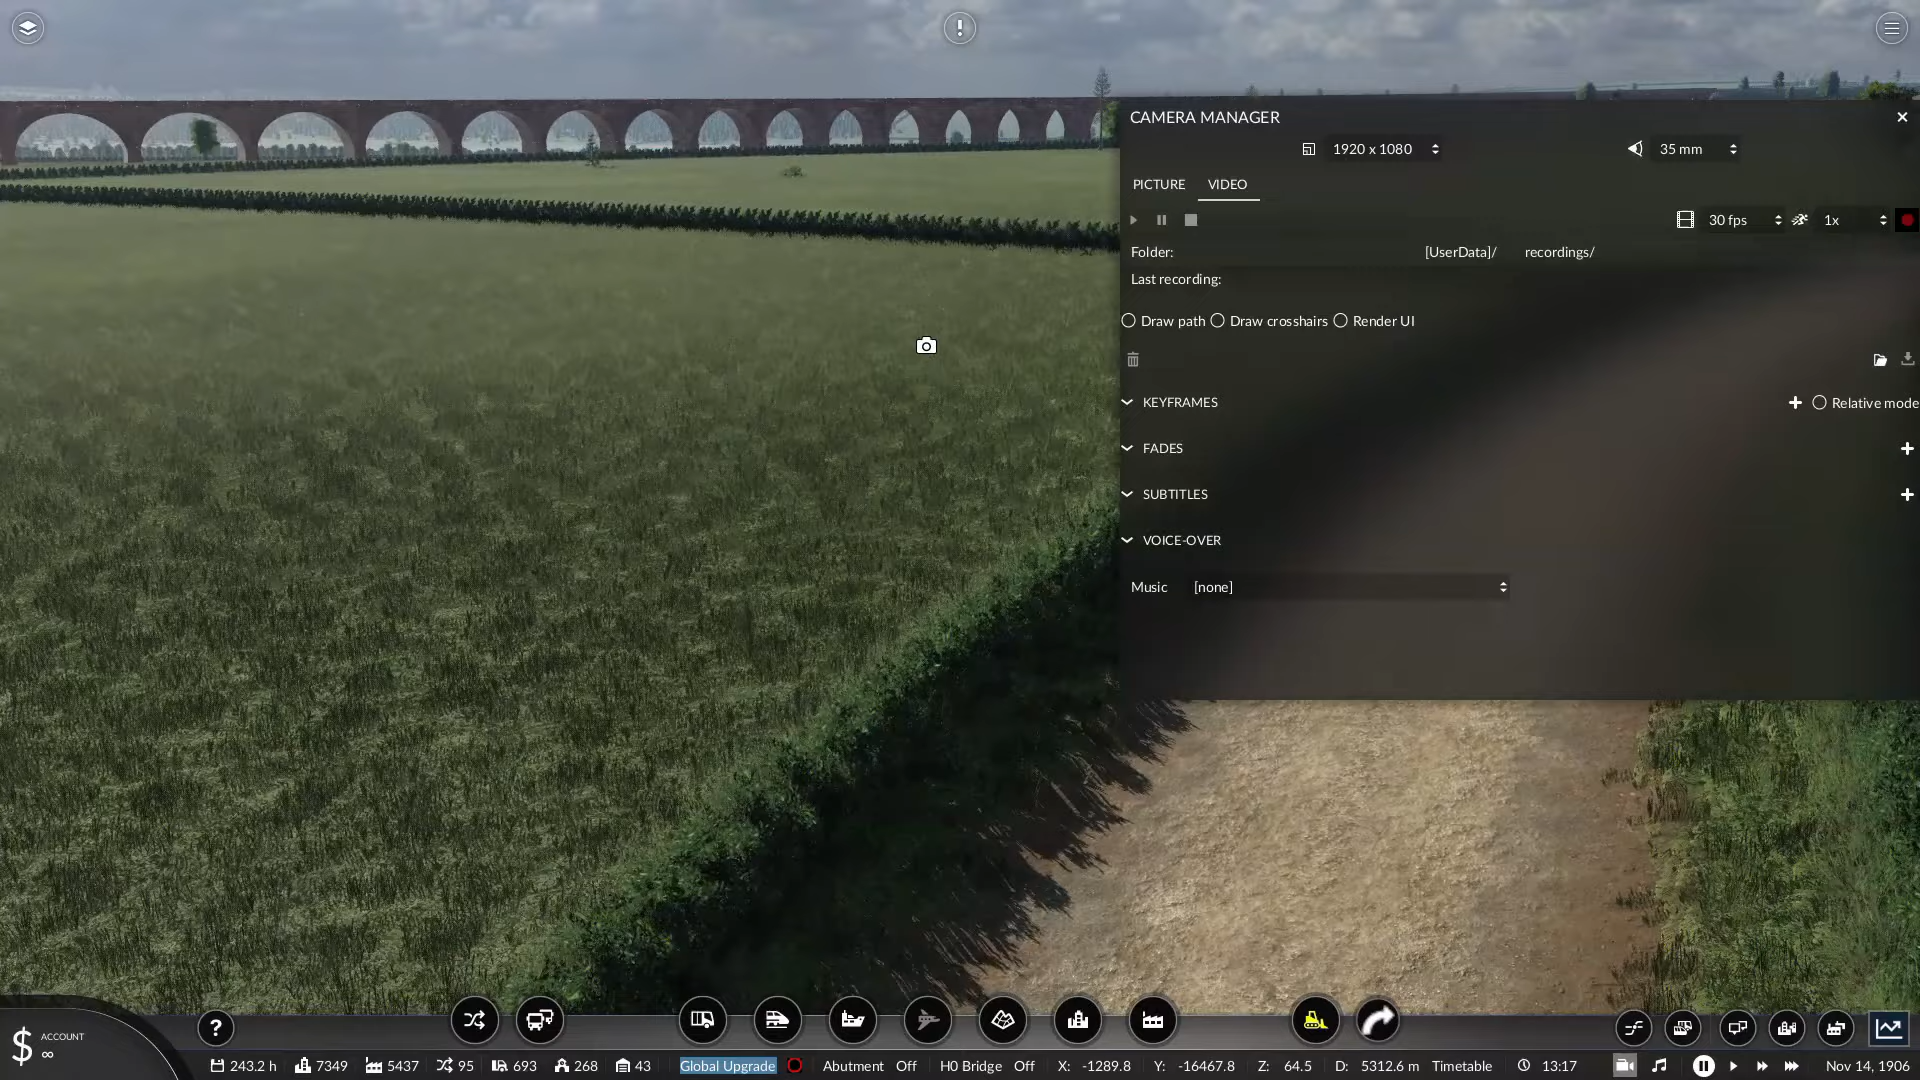 CAMERA MANAGER
1920 x 1080 35 mm
PICTURE VIDEO
30 fps 1x
Folder: [UserData]/ recordings/
Last recording:
Draw path Draw crosshairs Render UI
KEYFRAMES Relative mode
FADES
SUBTITLES
VOICE-OVER
Music [none]
$ ACCOUNT
∞
?
243.2 h 7349 5437 95 693 268 43 Global Upgrade Abutment Off H0 Bridge Off X: -1289.8 Y: -16467.8 Z: 64.5 D: 5312.6 m Timetable 13:17 Nov 14, 1906